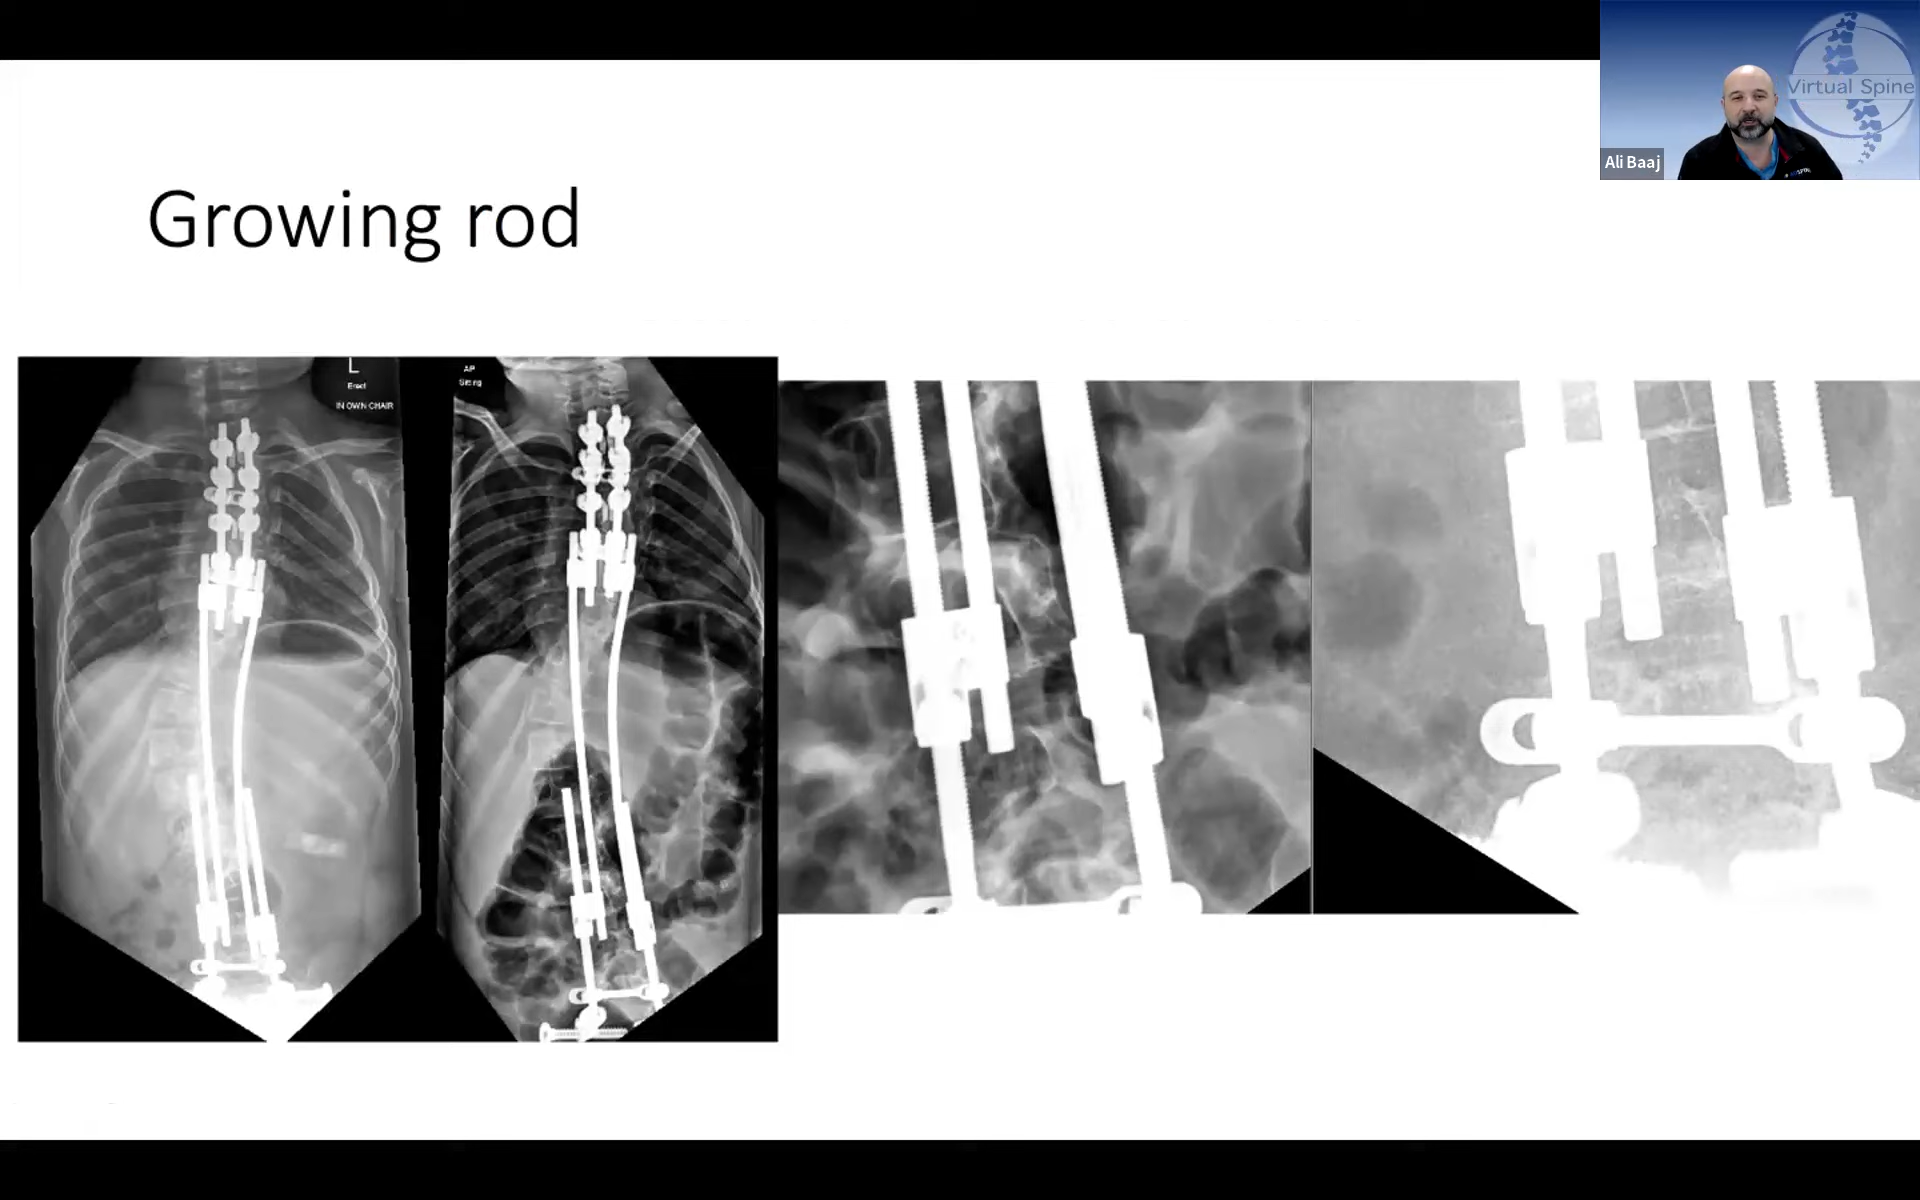 Virtual Spine
Ali Baaj
Growing rod
L
Erect
IN OWN CHAIR
AP
Sitting